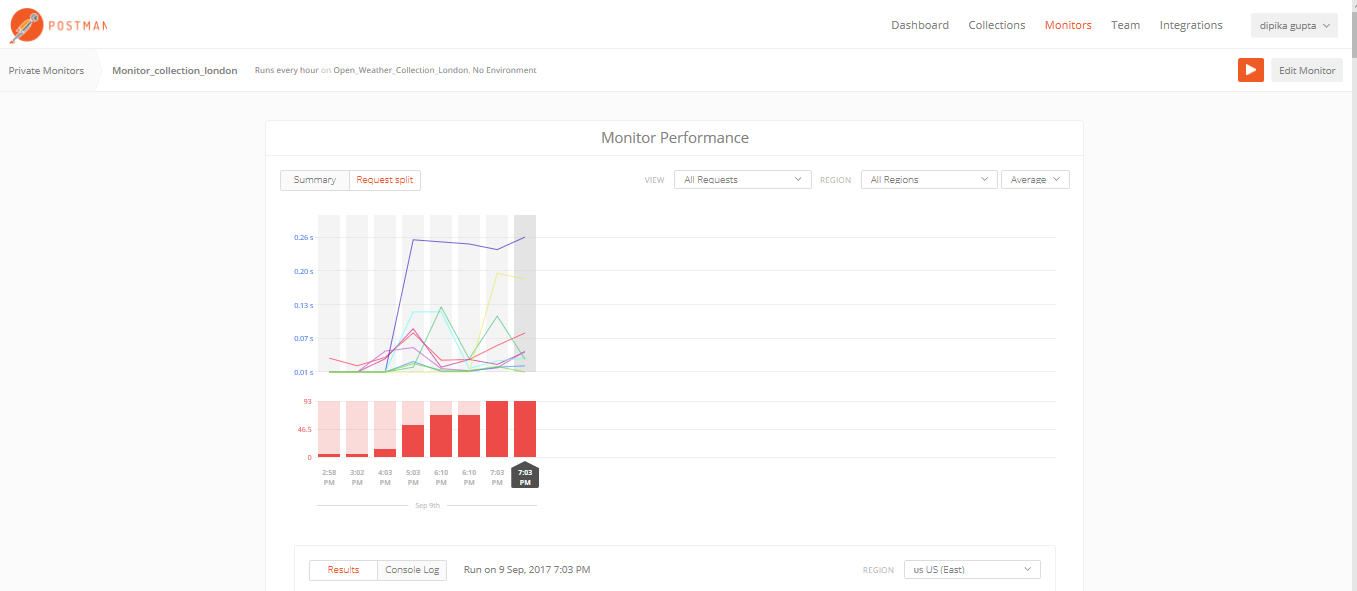 POSTMAN
Dashboard Collections Monitors Team Integrations dipika gupta
Private Monitors Monitor_collection_london Runs every hour on Open_Weather_Collection_London, No Environment Edit Monitor
Monitor Performance
Summary Request split VIEW All Requests REGION All Regions Average
0.26 s
0.20 s
0.13 s
0.07 s
0.01 s
93
46.5
0
2:58 3:02 4:03 5:03 6:10 6:10 7:03 7:03
PM PM PM PM PM PM PM PM
Sep 9th
Results Console Log Run on 9 Sep, 2017 7:03 PM REGION us US (East)